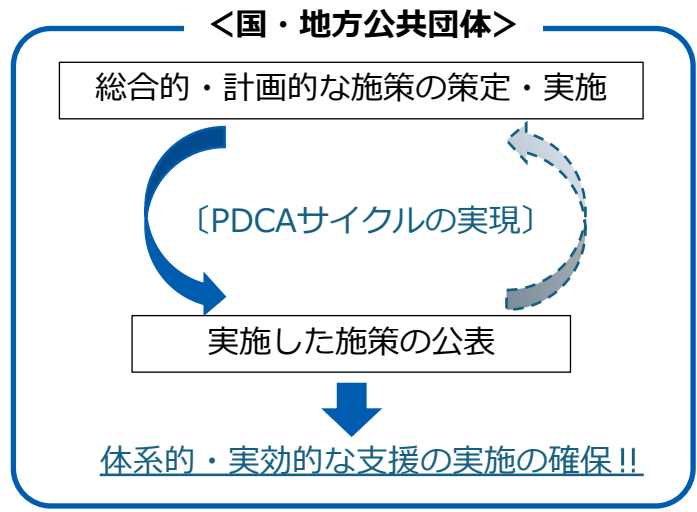 ＜国・地方公共団体＞
総合的・計画的な施策の策定・実施
〔PDCAサイクルの実現〕
実施した施策の公表
体系的・実効的な支援の実施の確保!!